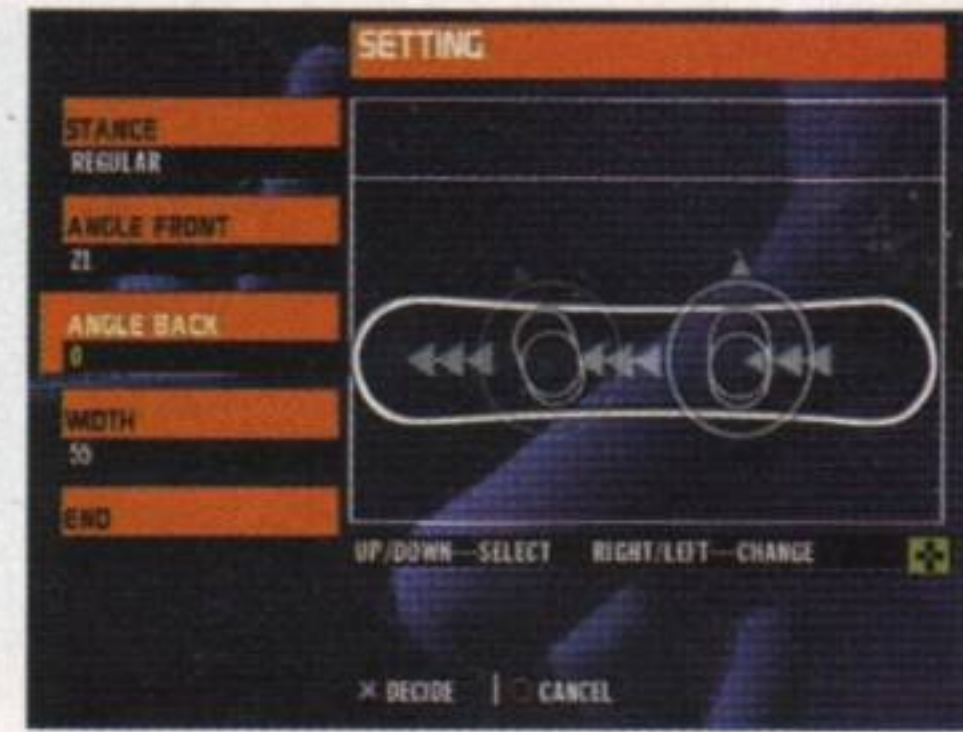 SETTING
STANCE
REGULAR
ANGLE FRONT
21
ANGLE BACK
0
WIDTH
55
END
UP/DOWN—SELECT RIGHT/LEFT—CHANGE
× DECIDE | ○ CANCEL